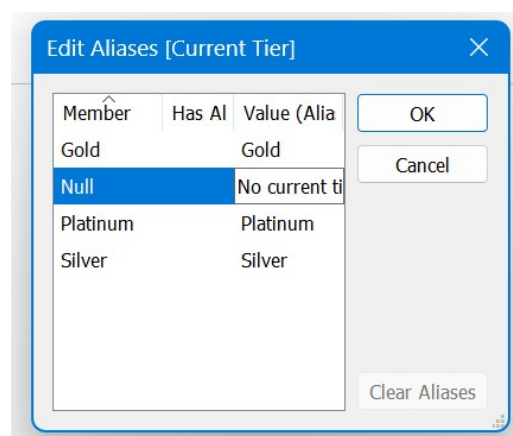 Edit Aliases [Current Tier]
Member Has Al Value (Alia
Gold Gold
Null No current ti
Platinum Platinum
Silver Silver
OK
Cancel
Clear Aliases